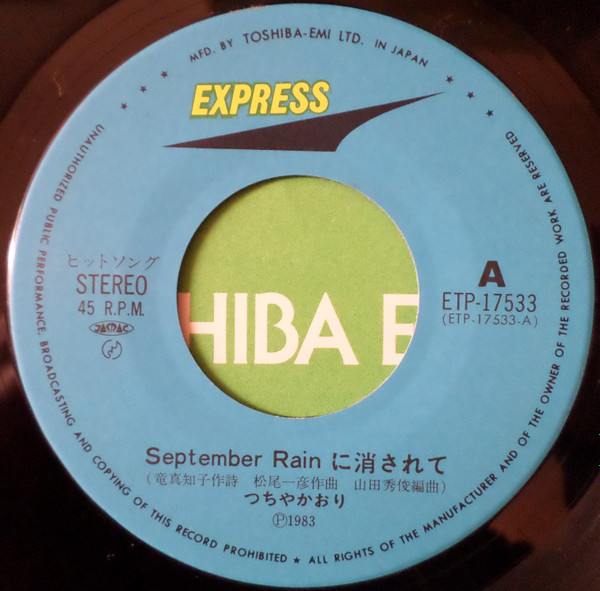 ★ ★ ★ MFD. BY TOSHIBA-EMI LTD. IN JAPAN ★ ★ ★
EXPRESS
ヒットソング
STEREO
45 R.P.M.
JASRAC
A
ETP-17533
(ETP-17533-A)
HIBA E
September Rain に消されて
(竜真知子作詩 松尾一彦作曲 山田秀俊編曲)
つちやかおり
Ⓟ1983
UNAUTHORIZED PUBLIC PERFORMANCE, BROADCASTING AND COPYING OF THIS RECORD PROHIBITED ★ ALL RIGHTS OF THE MANUFACTURER AND OF THE OWNER OF THE RECORDED WORK ARE RESERVED